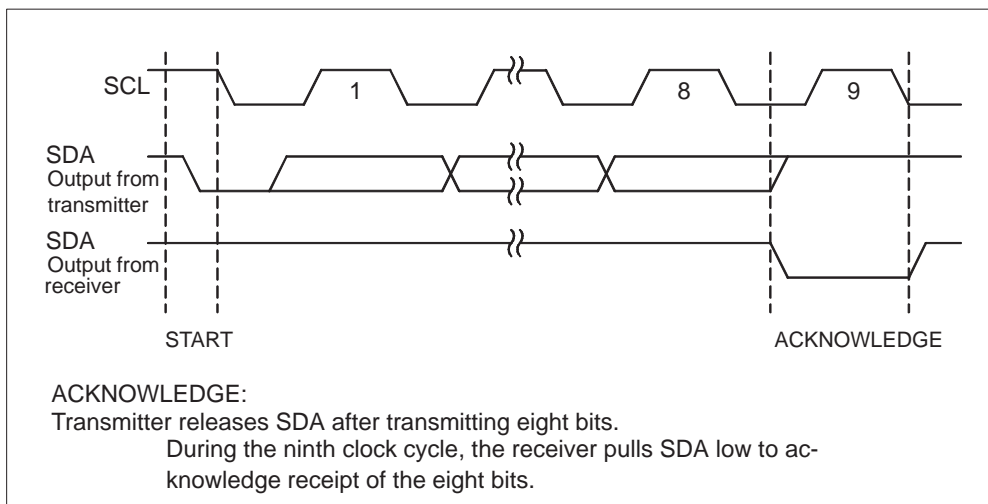 SCL
1
8
9
SDA
Output from
transmitter
SDA
Output from
receiver
START
ACKNOWLEDGE
ACKNOWLEDGE:
Transmitter releases SDA after transmitting eight bits.
During the ninth clock cycle, the receiver pulls SDA low to ac-
knowledge receipt of the eight bits.